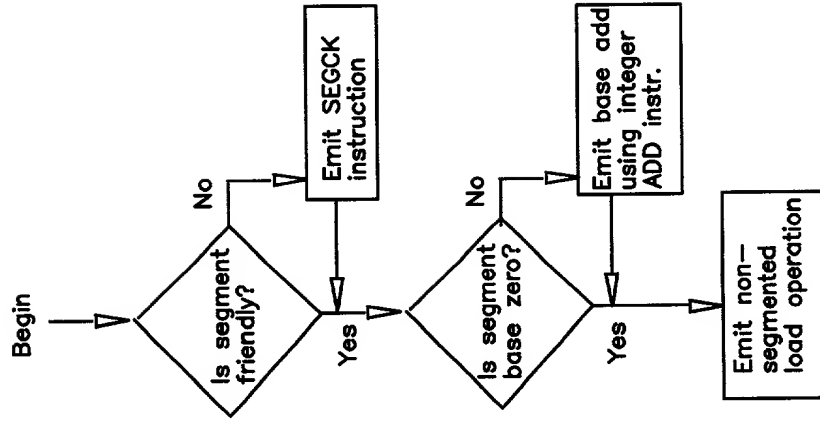 Begin
Is segment
friendly?
No
Emit SEGCK
instruction
Yes
Is segment
base zero?
No
Emit base add
using integer
ADD instr.
Yes
Emit non–
segmented
load operation